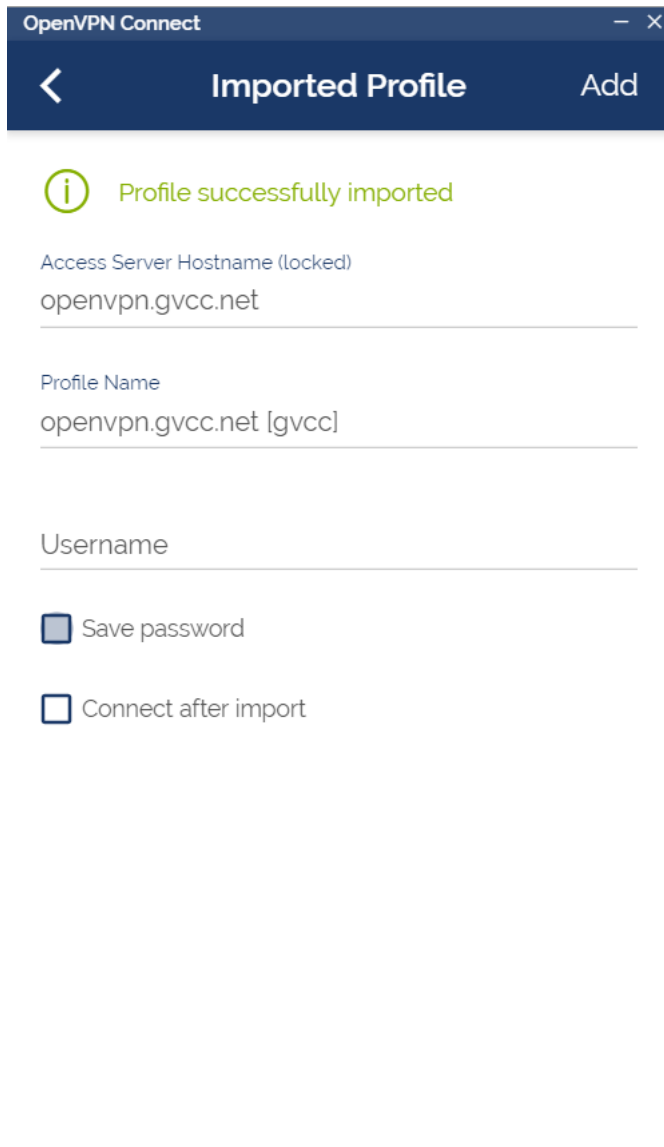 OpenVPN Connect
Imported Profile Add
Profile successfully imported
Access Server Hostname (locked)
openvpn.gvcc.net
Profile Name
openvpn.gvcc.net [gvcc]
Username
Save password
Connect after import